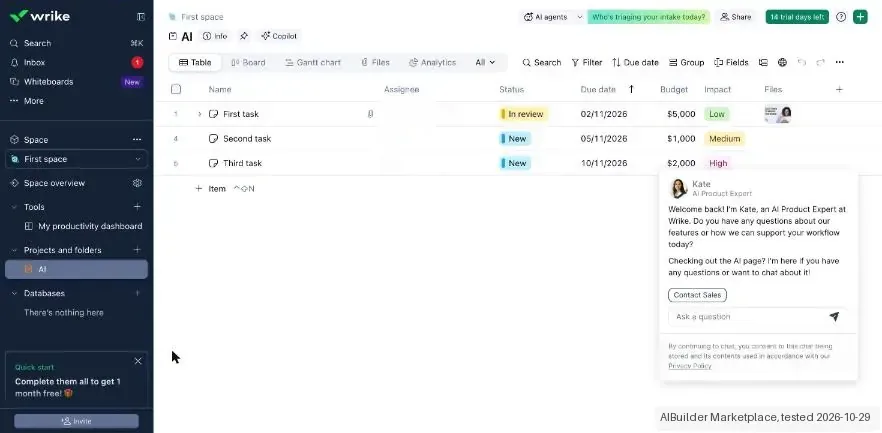 wrike
First space
AI agents
Who's triaging your intake today?
Share
14 trial days left
AI
Info
Copilot
Search ⌘K
Inbox 1
Whiteboards New
More
Table
Board
Gantt chart
Files
Analytics
All
Search
Filter
Due date
Group
Fields
Name Assignee Status Due date ↑ Budget Impact Files +
1 First task In review 02/11/2026 $5,000 Low
4 Second task New 05/11/2026 $1,000 Medium
5 Third task New 10/11/2026 $2,000 High
+ Item ^⇧N
Space
First space
Space overview
Tools
My productivity dashboard
Projects and folders
AI
Databases
There's nothing here
Quick start
Complete them all to get 1
month free!
Invite
Kate
AI Product Expert
Welcome back! I'm Kate, an AI Product Expert at
Wrike. Do you have any questions about our
features or how we can support your workflow
today?
Checking out the AI page? I'm here if you have
any questions or want to chat about it!
Contact Sales
Ask a question
By continuing to chat, you consent to this chat being
stored and its contents used in accordance with our
Privacy Policy
AIBuilder Marketplace, tested 2026-10-29